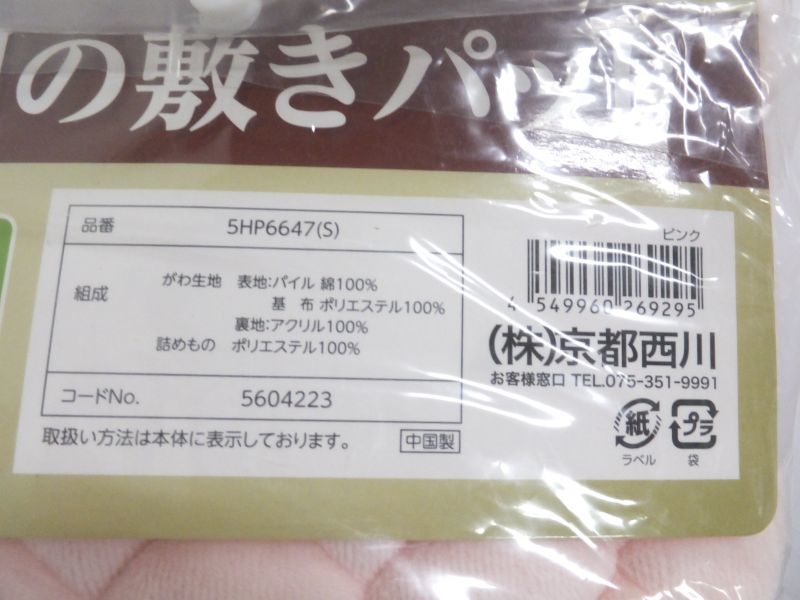 の敷きパッド
品番 5HP6647(S)
組成 がわ生地 表地:パイル 綿100%
基 布 ポリエステル100%
裏地:アクリル100%
詰めもの ポリエステル100%
コードNo. 5604223
取扱い方法は本体に表示しております。 中国製
ピンク
4 549960 269295
(株)京都西川
お客様窓口 TEL.075-351-9991
紙 プラ
ラベル 袋